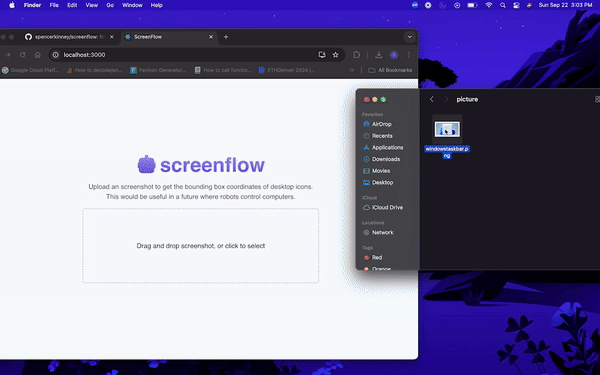 Finder File Edit View Go Window Help
Sun Sep 22 3:03 PM
spencerkinney/screenflow:
ScreenFlow
localhost:3000
Google Cloud Platf...
How to decode/en...
Favicon Generator...
How to call functio...
ETHDenver 2024 |...
All Bookmarks
screenflow
Upload an screenshot to get the bounding box coordinates of desktop icons.
This would be useful in a future where robots control computers.
Drag and drop screenshot, or click to select
Favorites
AirDrop
Recents
Applications
Downloads
Movies
Desktop
iCloud
iCloud Drive
Locations
Network
Tags
Red
Orange
picture
windowstaskbar.p
ng